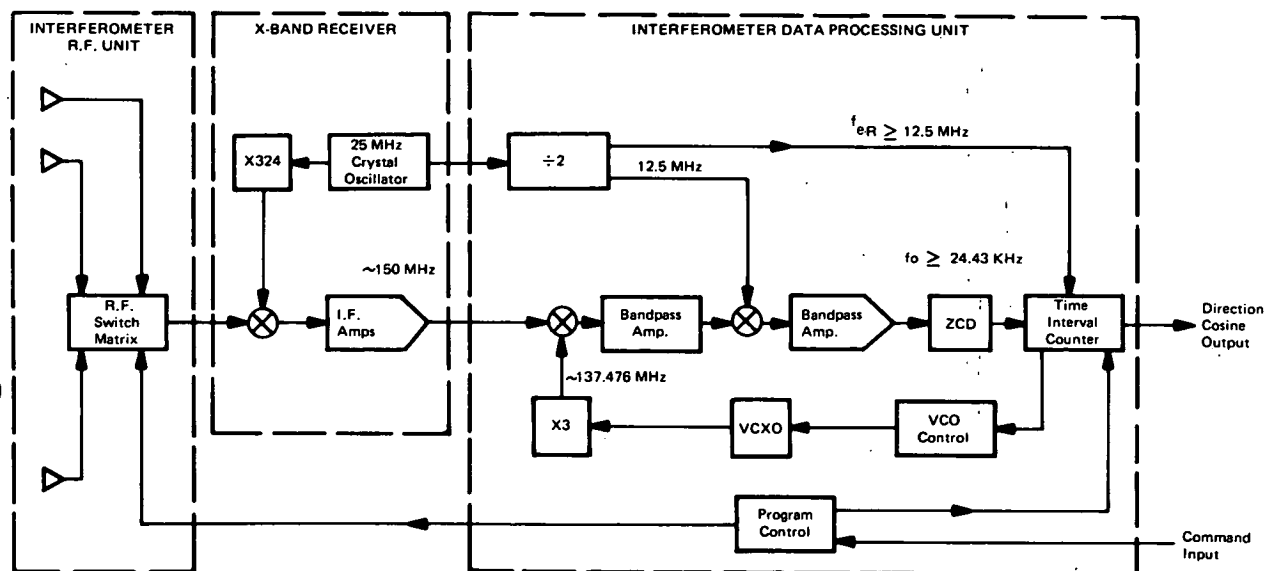 INTERFEROMETER
R.F. UNIT
X-BAND RECEIVER
INTERFEROMETER DATA PROCESSING UNIT
X324
25 MHz
Crystal
Oscillator
÷2
feR ≥ 12.5 MHz
12.5 MHz
~150 MHz
fo ≥ 24.43 KHz
R.F.
Switch
Matrix
I.F.
Amps
Bandpass
Amp.
Bandpass
Amp.
ZCD
Time
Interval
Counter
Direction
Cosine
Output
~137.476 MHz
X3
VCXO
VCO
Control
Program
Control
Command
Input